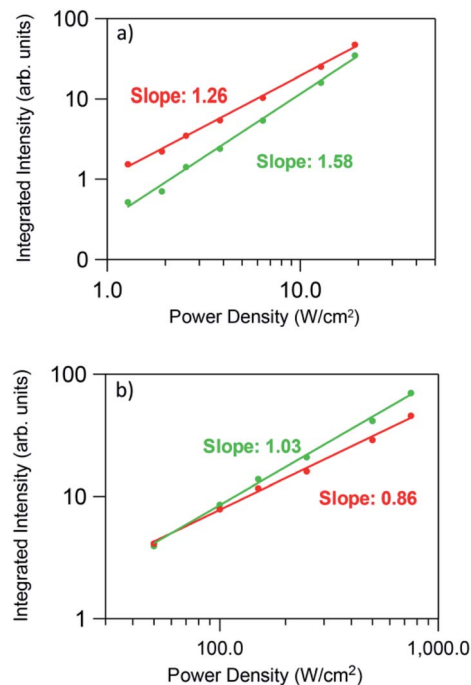 a)
100
10
1
0
Integrated Intensity (arb. units)
Slope: 1.26
Slope: 1.58
1.0 10.0
Power Density (W/cm²)
b)
100
10
1
Integrated Intensity (arb. units)
Slope: 1.03
Slope: 0.86
100.0 1,000.0
Power Density (W/cm²)